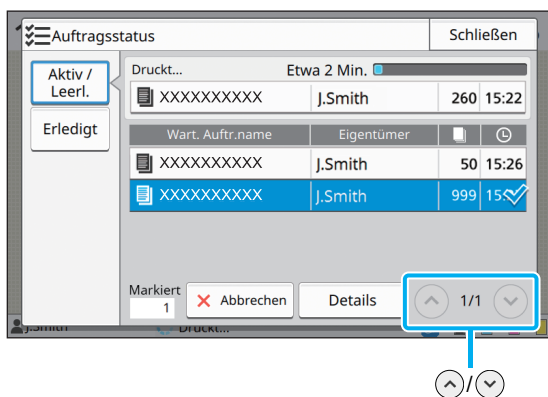 Auftragsstatus Schließen
Aktiv / Leerl.
Erledigt
Druckt... Etwa 2 Min.
XXXXXXXXXX J.Smith 260 15:22
Wart. Auftr.name Eigentümer
XXXXXXXXXX J.Smith 50 15:26
XXXXXXXXXX J.Smith 999 15:
Markiert
1
Abbrechen Details 1/1
J.Smith Druckt...
/